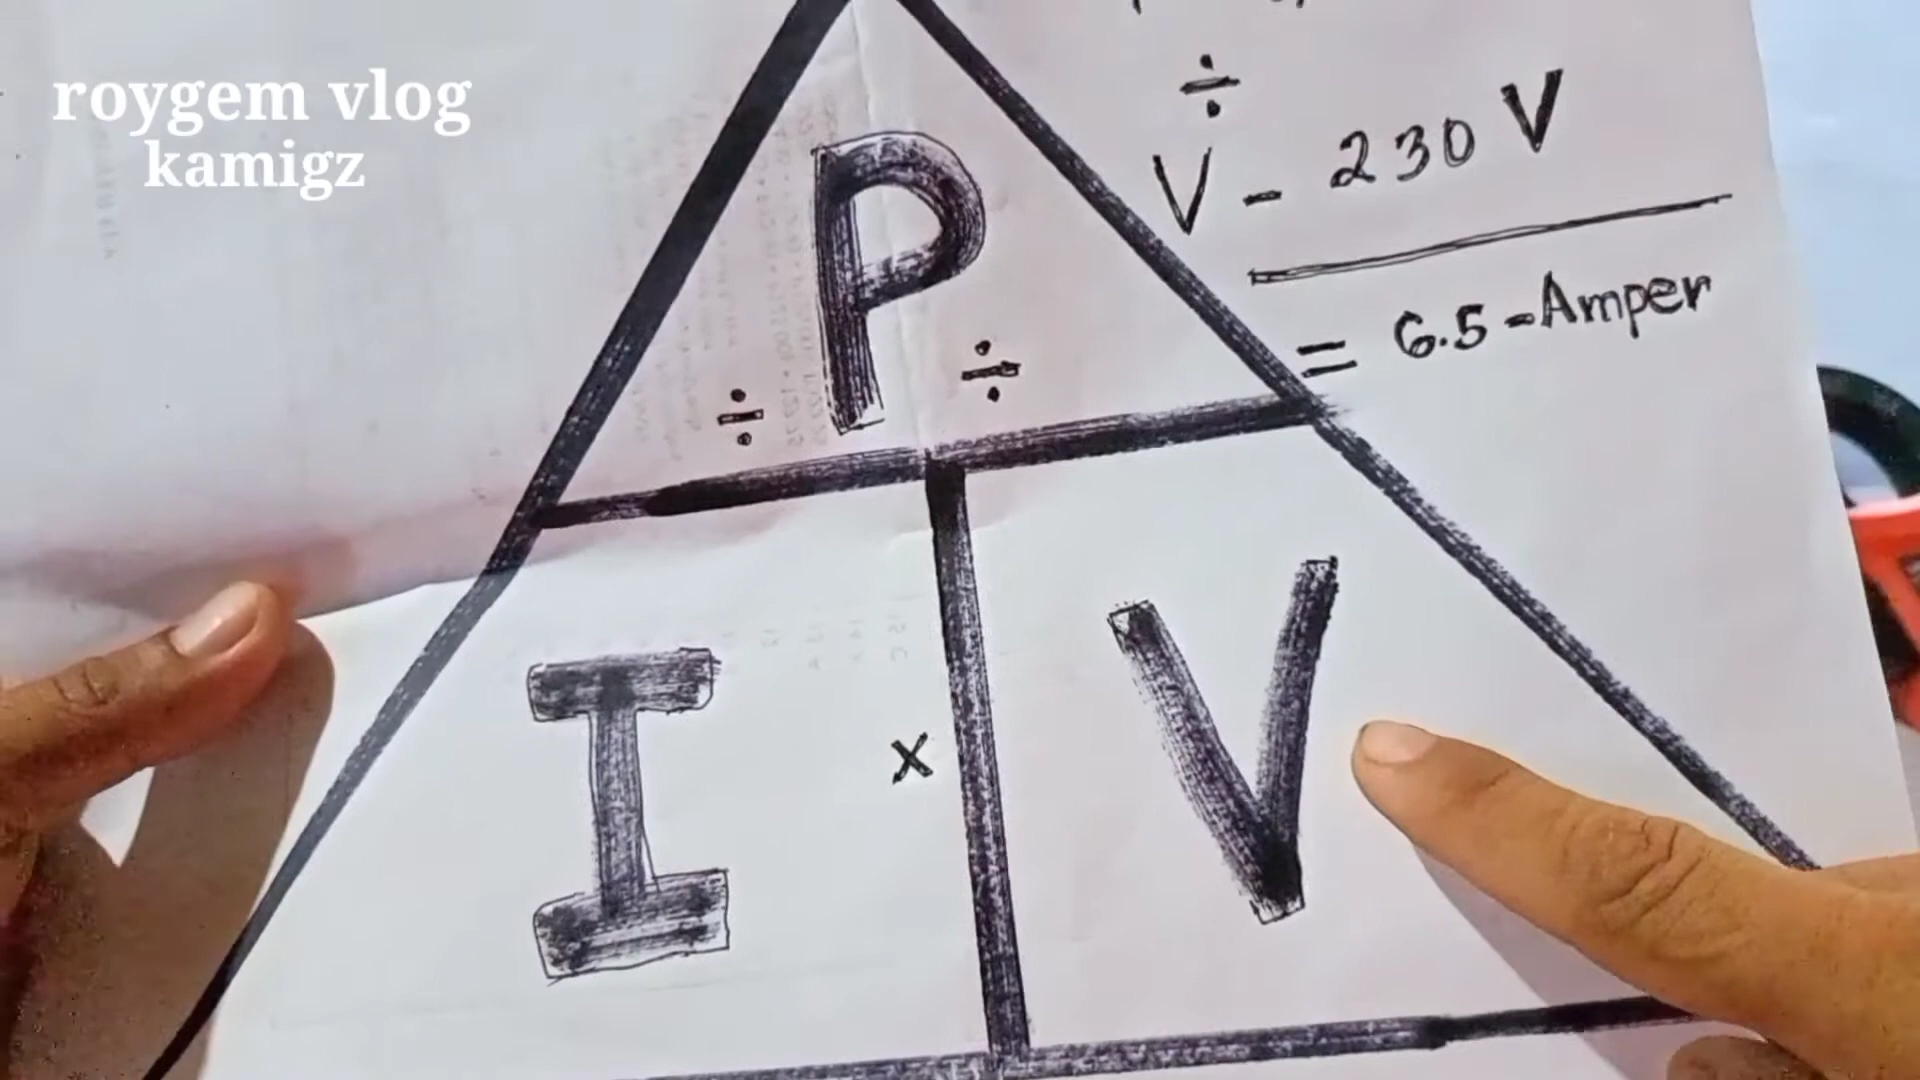 roygem vlog
kamigz
÷
V - 230 V
= 6.5 - Amper
P
÷ ÷
I x V